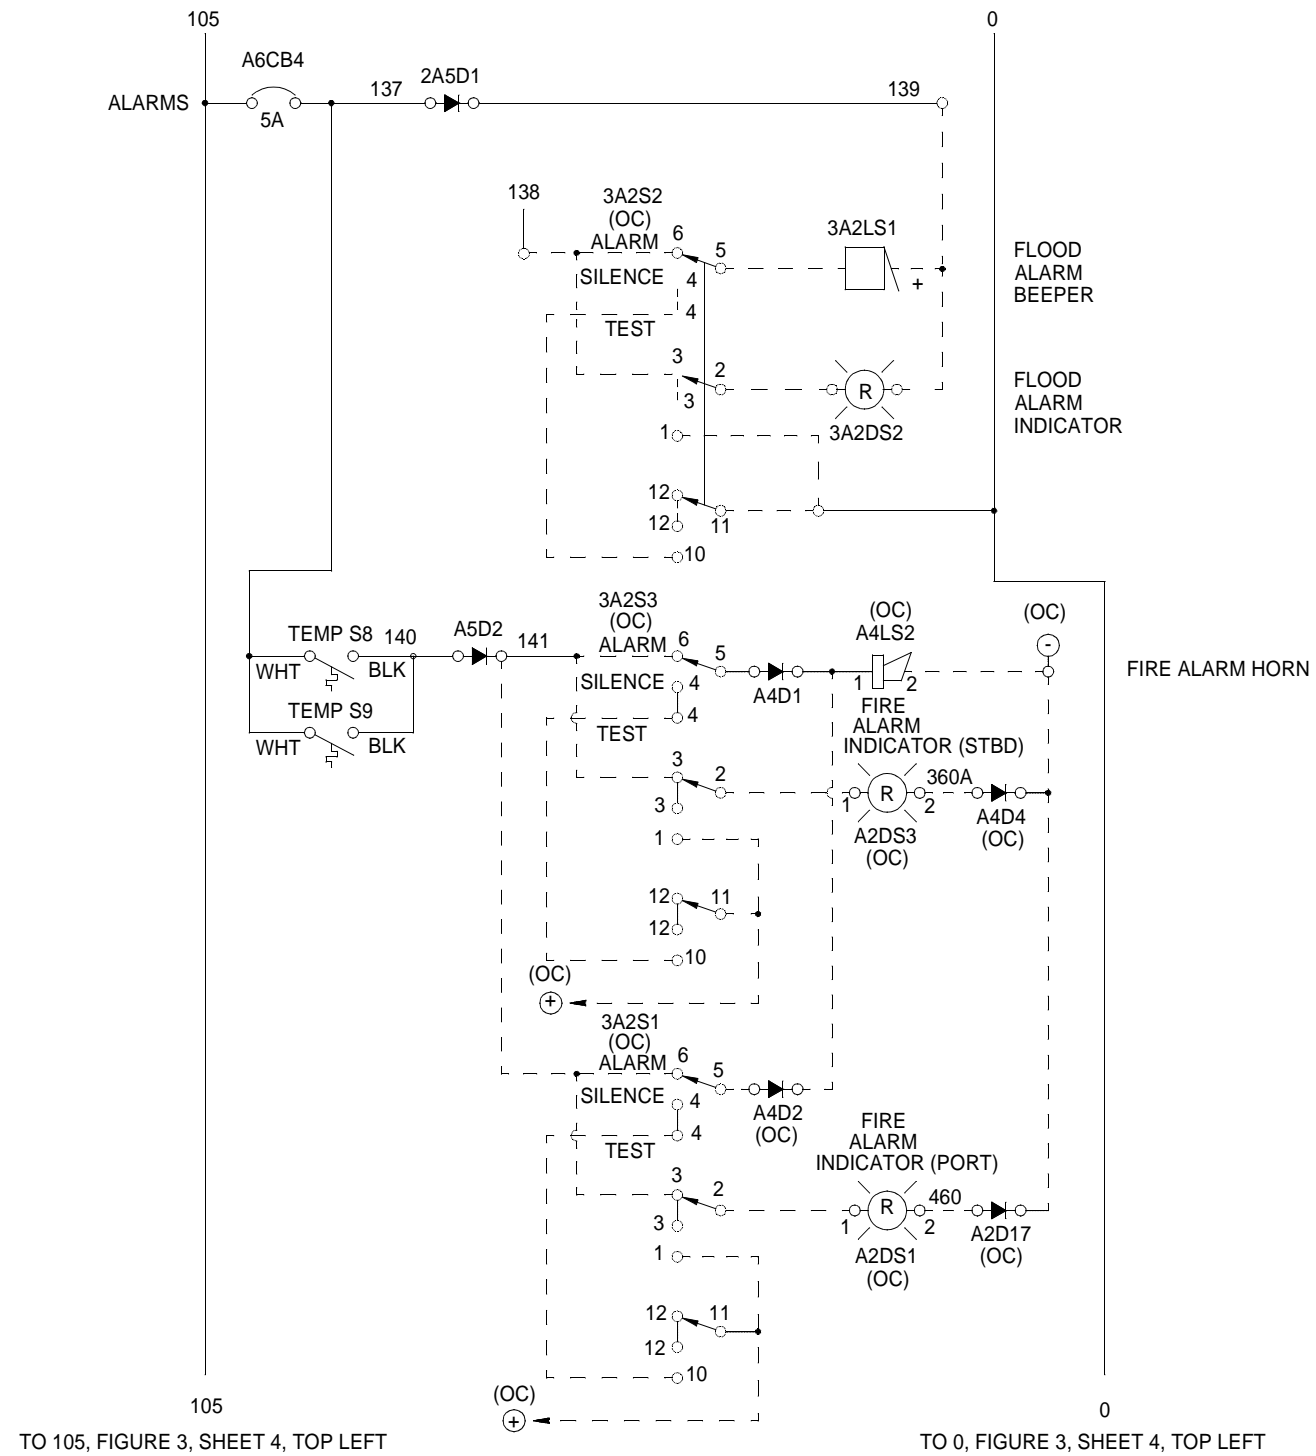 105
0
A6CB4
2A5D1
137
139
ALARMS
5A
138
3A2S2
(OC)
ALARM
6
5
3A2LS1
FLOOD
ALARM
BEEPER
SILENCE
4
+
4
TEST
3
2
R
3
3A2DS2
FLOOD
ALARM
INDICATOR
1
12
12
11
10
3A2S3
(OC)
ALARM
6
5
(OC)
A4LS2
(OC)
-
TEMP S8
140
A5D2
141
WHT
BLK
SILENCE
4
A4D1
1
2
FIRE ALARM HORN
TEMP S9
4
TEST
FIRE
ALARM
INDICATOR (STBD)
WHT
BLK
3
2
360A
1
R
2
3
A2DS3
(OC)
A4D4
(OC)
1
12
11
12
10
(OC)
+
3A2S1
(OC)
ALARM
6
5
SILENCE
4
A4D2
(OC)
4
TEST
FIRE
ALARM
INDICATOR (PORT)
3
2
460
1
R
2
3
A2DS1
(OC)
A2D17
(OC)
1
12
11
12
10
(OC)
+
105
0
TO 105, FIGURE 3, SHEET 4, TOP LEFT
TO 0, FIGURE 3, SHEET 4, TOP LEFT